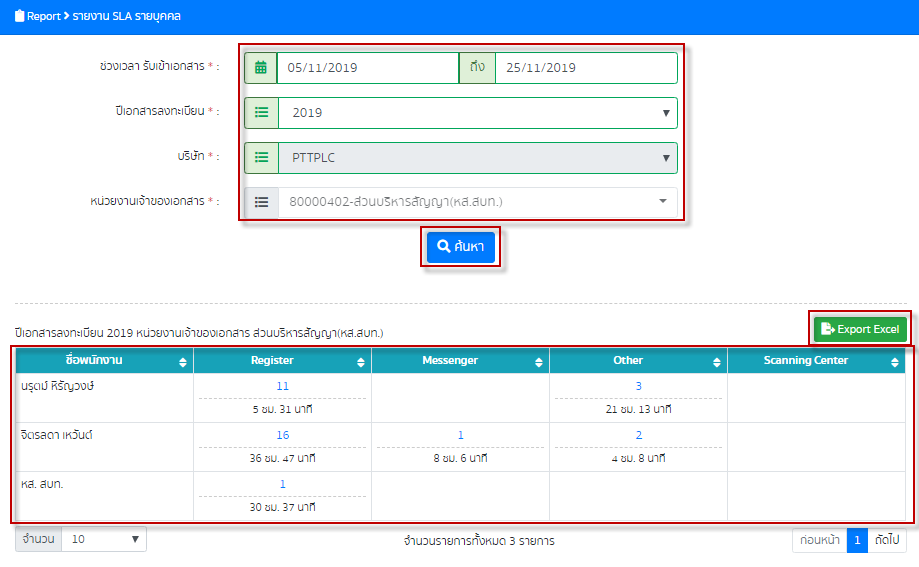 Report > รายงาน SLA รายบุคคล
ช่วงเวลา รับเข้าเอกสาร * : 05/11/2019 ถึง 25/11/2019
ปีเอกสารลงทะเบียน * : 2019
บริษัท * : PTTPLC
หน่วยงานเจ้าของเอกสาร * : 80000402-ส่วนบริหารสัญญา(หส.สบท.)
ค้นหา
ปีเอกสารลงทะเบียน 2019 หน่วยงานเจ้าของเอกสาร ส่วนบริหารสัญญา(หส.สบท.) Export Excel
ชื่อพนักงาน Register Messenger Other Scanning Center
นรุตม์ หิรัญวงษ์ 11 3
5 ชม. 31 นาที 21 ชม. 13 นาที
จิตรลดา เหวันต์ 16 1 2
36 ชม. 47 นาที 8 ชม. 6 นาที 4 ชม. 8 นาที
หส. สบท. 1
30 ชม. 37 นาที
จำนวน 10 จำนวนรายการทั้งหมด 3 รายการ ก่อนหน้า 1 ถัดไป